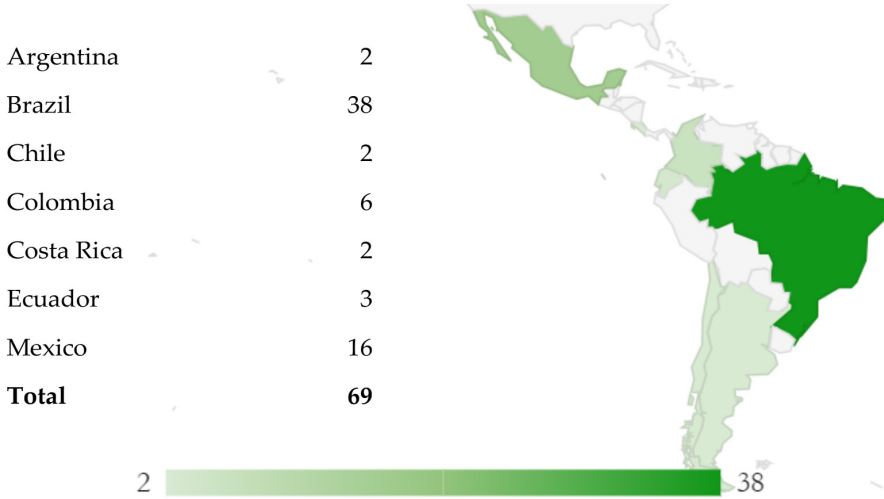 Argentina 2
Brazil 38
Chile 2
Colombia 6
Costa Rica 2
Ecuador 3
Mexico 16
Total 69
2 38